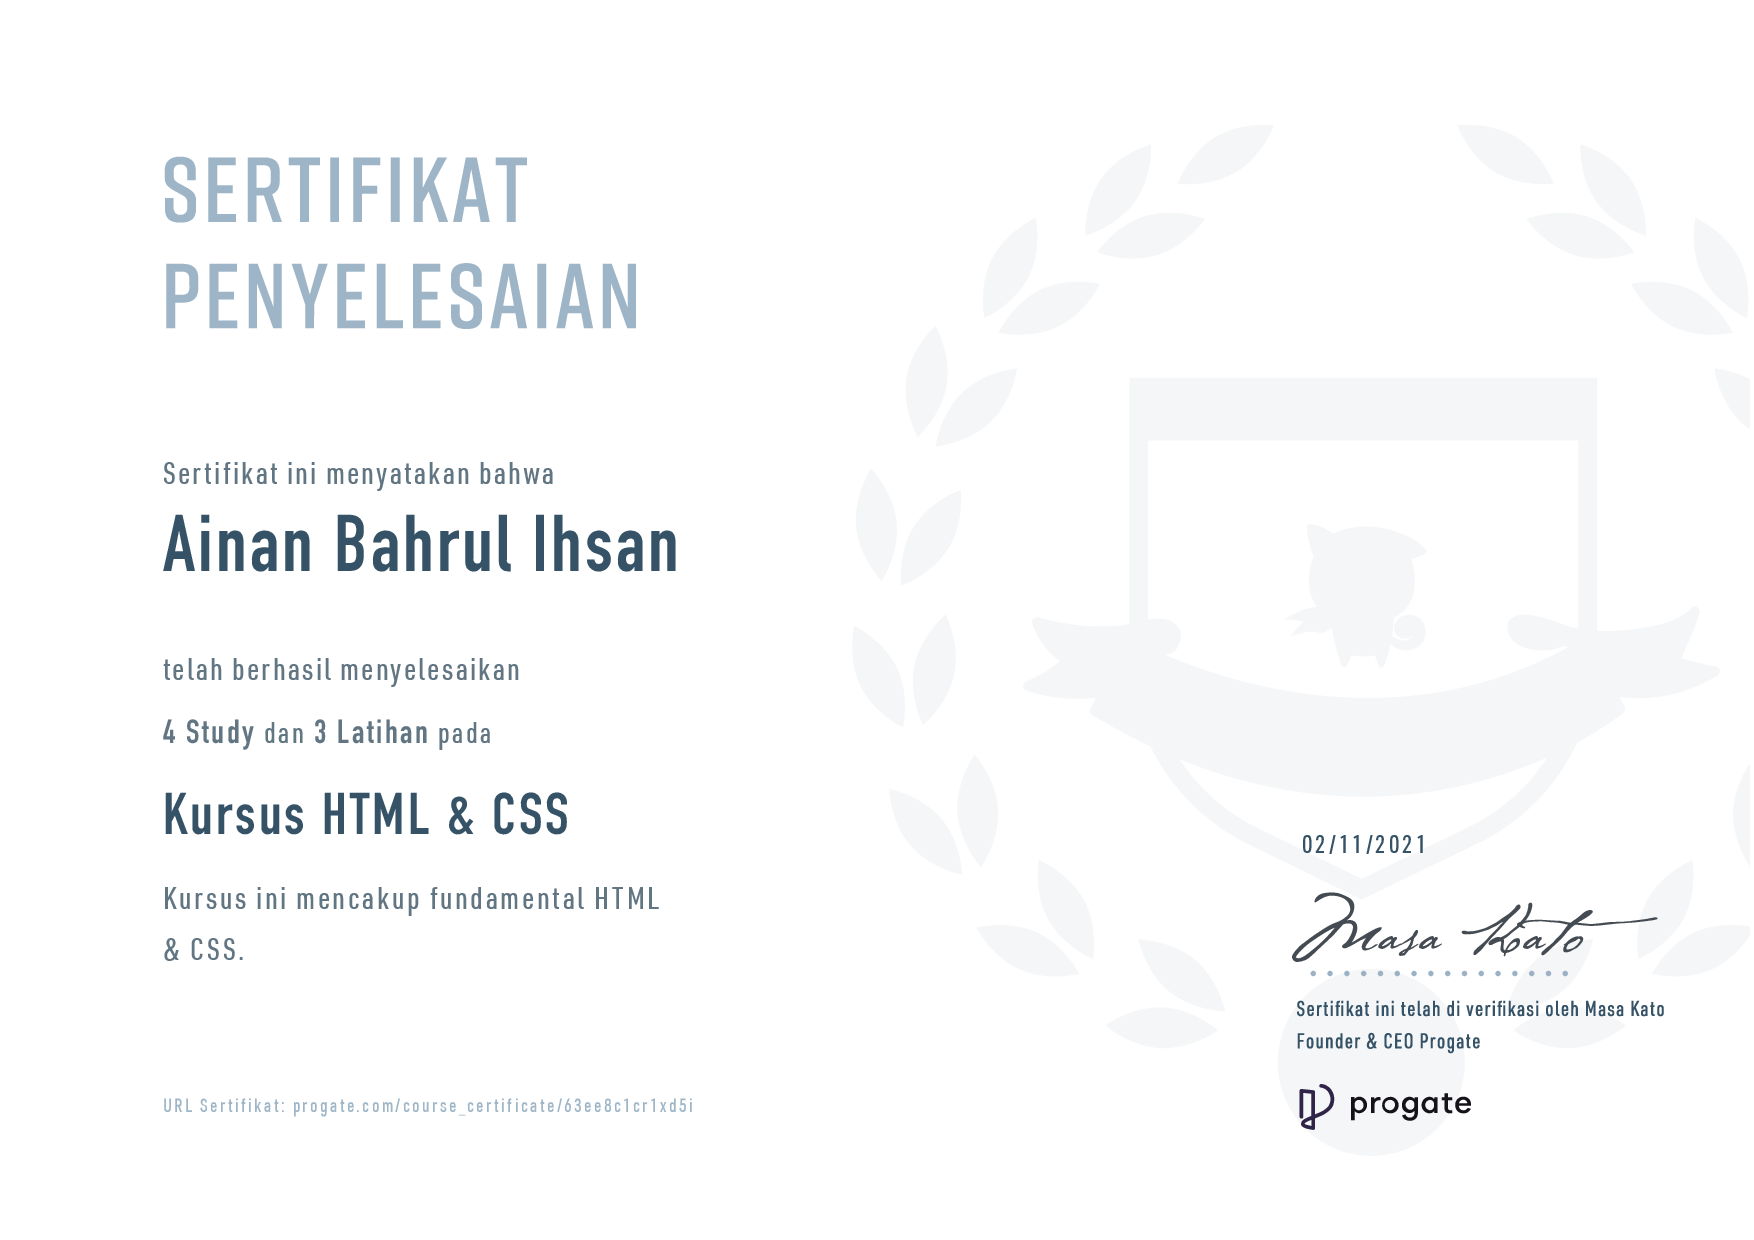 SERTIFIKAT
PENYELESAIAN
Sertifikat ini menyatakan bahwa
Ainan Bahrul Ihsan
telah berhasil menyelesaikan
4 Study dan 3 Latihan pada
Kursus HTML & CSS
Kursus ini mencakup fundamental HTML
& CSS.
URL Sertifikat: progate.com/course_certificate/63ee8c1cr1xd5i
02/11/2021
Masa Kato
Sertifikat ini telah di verifikasi oleh Masa Kato
Founder & CEO Progate
progate